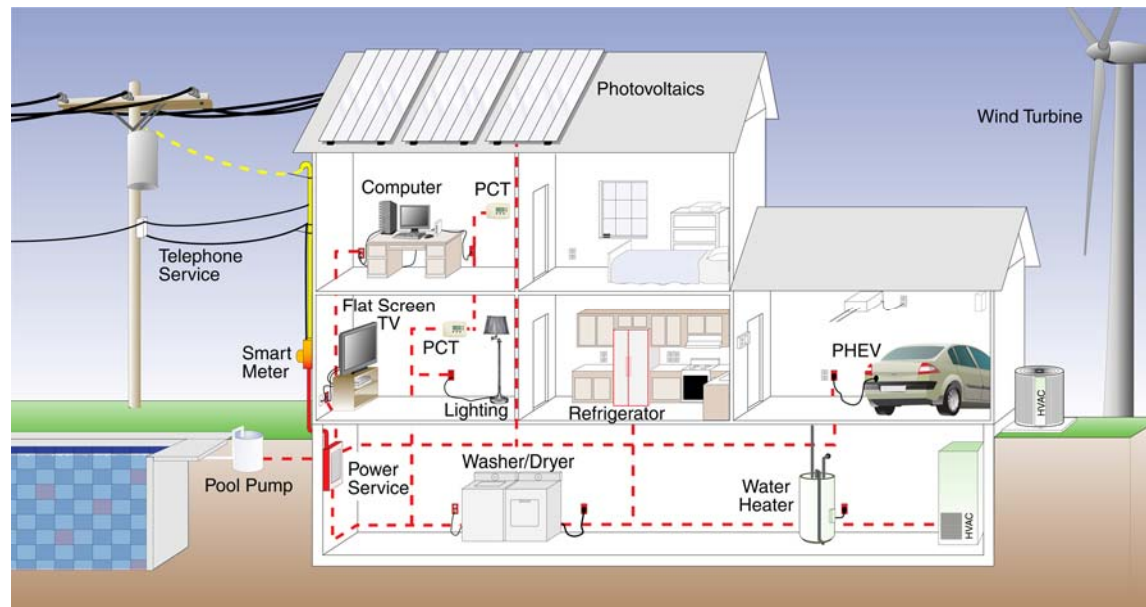 Photovoltaics
Wind Turbine
Computer
PCT
Telephone
Service
Flat Screen
TV
PCT
Smart
Meter
Lighting
Refrigerator
PHEV
HVAC
Pool Pump
Power
Service
Washer/Dryer
Water
Heater
HVAC